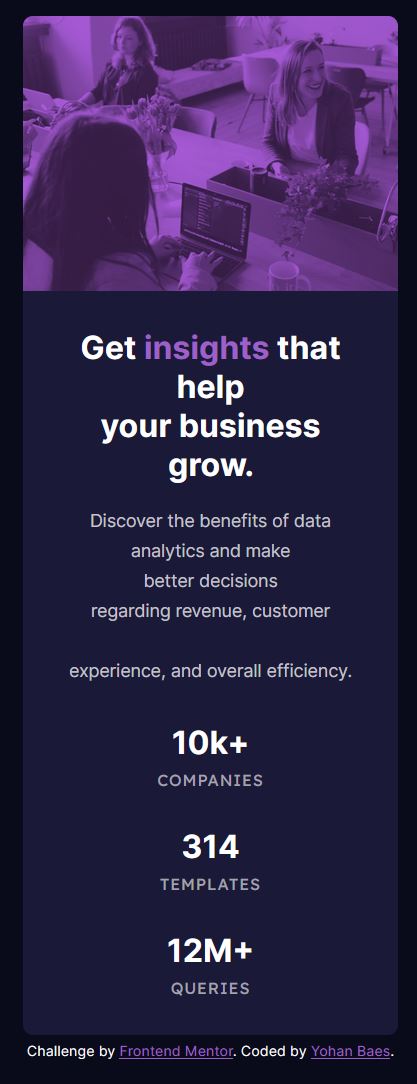 Get insights that
help
your business
grow.
Discover the benefits of data
analytics and make
better decisions
regarding revenue, customer
experience, and overall efficiency.
10k+
COMPANIES
314
TEMPLATES
12M+
QUERIES
Challenge by Frontend Mentor. Coded by Yohan Baes.